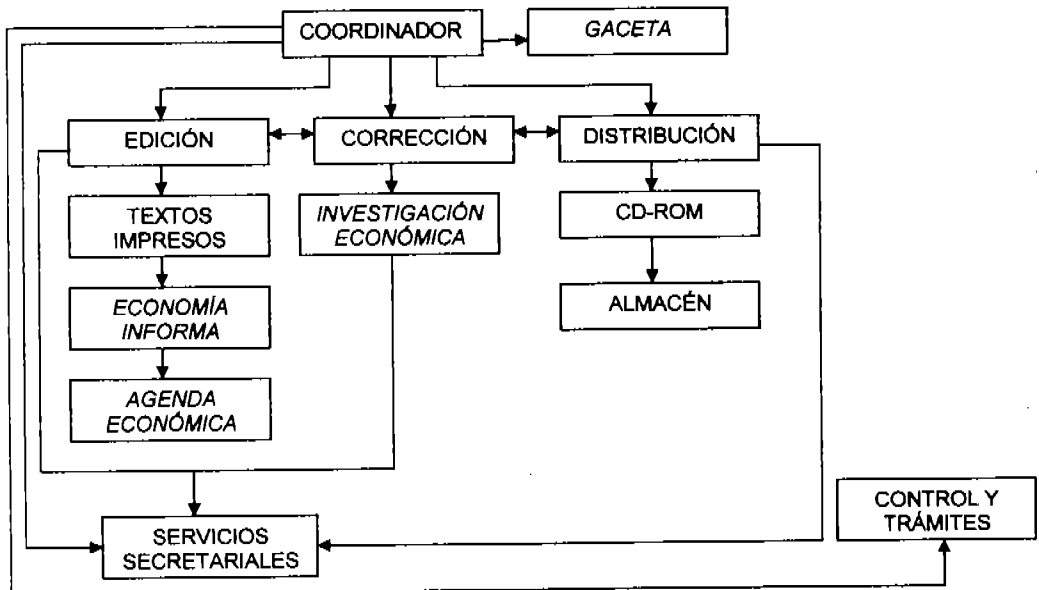 COORDINADOR
GACETA
EDICIÓN
CORRECCIÓN
DISTRIBUCIÓN
TEXTOS
IMPRESOS
INVESTIGACIÓN
ECONÓMICA
CD-ROM
ECONOMÍA
INFORMA
ALMACÉN
AGENDA
ECONÓMICA
CONTROL Y
TRÁMITES
SERVICIOS
SECRETARIALES